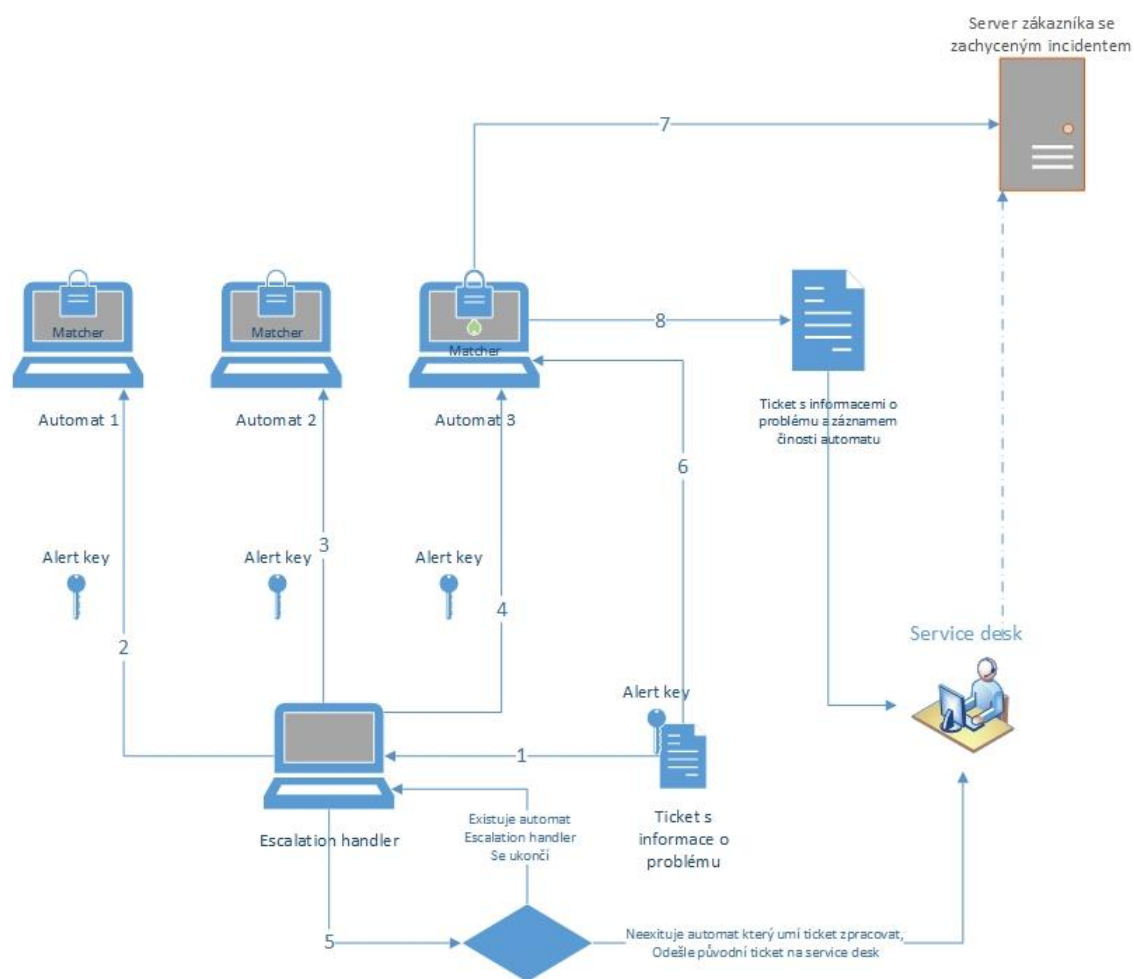 Server zákazníka se
zachyceným incidentem
7
Matcher
Matcher
Matcher
8
Automat 1
Automat 2
Automat 3
Ticket s informacemi o
problému a záznamem
činosti automatu
6
Alert key
Alert key
Alert key
3
4
2
Service desk
Alert key
1
Escalation handler
Existuje automat
Escalation handler
Se ukončí
Ticket s
informace o
problému
5
Neexituje automat který umí ticket zpracovat,
Odešle původní ticket na service desk